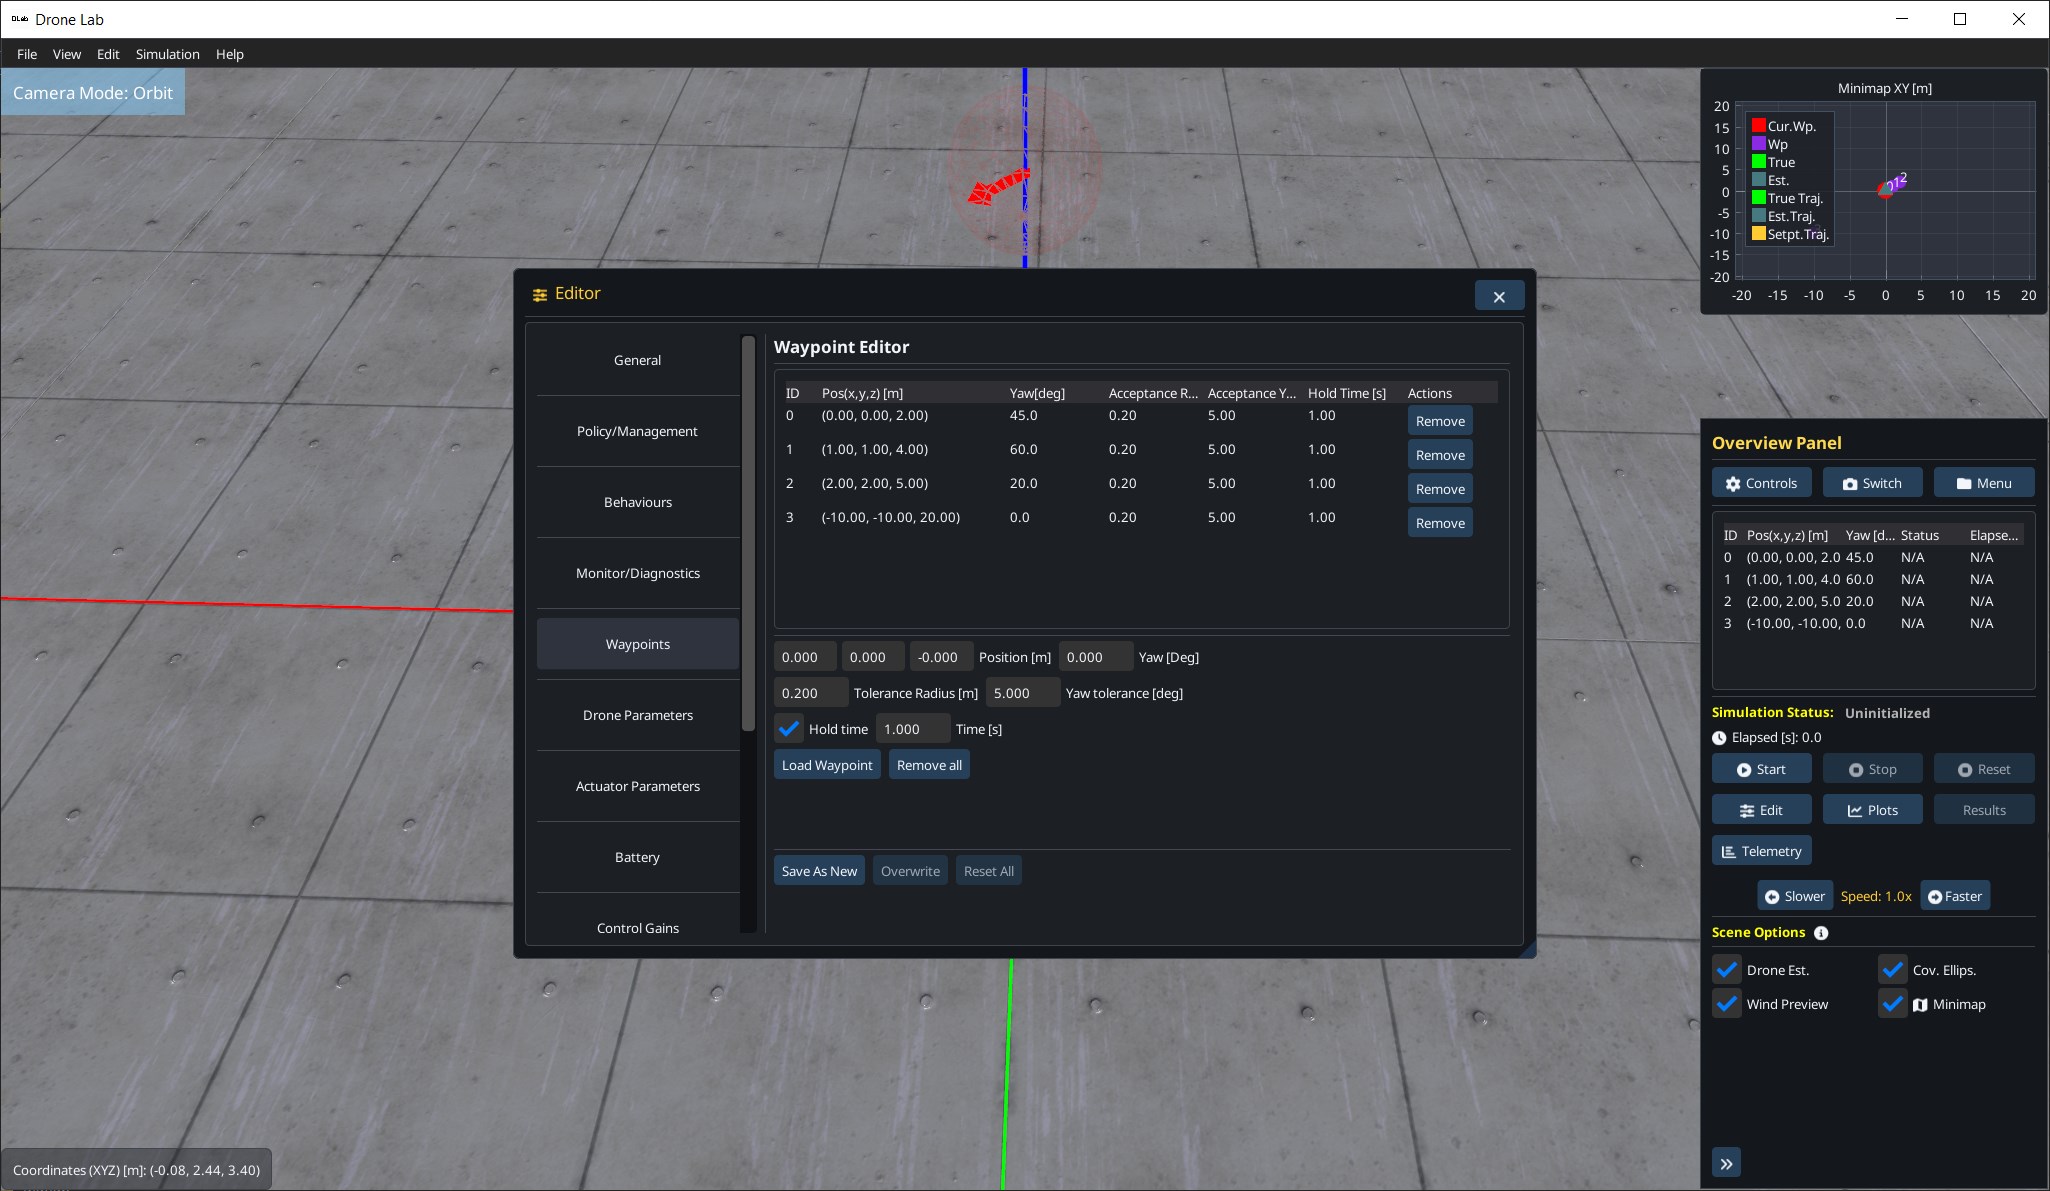 DLab Drone Lab
File View Edit Simulation Help
Camera Mode: Orbit
Minimap XY [m]
20
15
10
5
0
-5
-10
-15
-20
Cur.Wp.
Wp
True
Est.
True Traj.
Est.Traj.
Setpt.Traj.
0 1 2
-20 -15 -10 -5 0 5 10 15 20
Editor
General
Policy/Management
Behaviours
Monitor/Diagnostics
Waypoints
Drone Parameters
Actuator Parameters
Battery
Control Gains
Waypoint Editor
ID Pos(x,y,z) [m] Yaw[deg] Acceptance R... Acceptance Y... Hold Time [s] Actions
0 (0.00, 0.00, 2.00) 45.0 0.20 5.00 1.00 Remove
1 (1.00, 1.00, 4.00) 60.0 0.20 5.00 1.00 Remove
2 (2.00, 2.00, 5.00) 20.0 0.20 5.00 1.00 Remove
3 (-10.00, -10.00, 20.00) 0.0 0.20 5.00 1.00 Remove
0.000 0.000 -0.000 Position [m] 0.000 Yaw [Deg]
0.200 Tolerance Radius [m] 5.000 Yaw tolerance [deg]
Hold time 1.000 Time [s]
Load Waypoint Remove all
Save As New Overwrite Reset All
Overview Panel
Controls Switch Menu
ID Pos(x,y,z) [m] Yaw [d... Status Elapse...
0 (0.00, 0.00, 2.0 45.0 N/A N/A
1 (1.00, 1.00, 4.0 60.0 N/A N/A
2 (2.00, 2.00, 5.0 20.0 N/A N/A
3 (-10.00, -10.00, 0.0 N/A N/A
Simulation Status: Uninitialized
Elapsed [s]: 0.0
Start Stop Reset
Edit Plots Results
Telemetry
Slower Speed: 1.0x Faster
Scene Options
Drone Est. Cov. Ellips.
Wind Preview Minimap
Coordinates (XYZ) [m]: (-0.08, 2.44, 3.40)